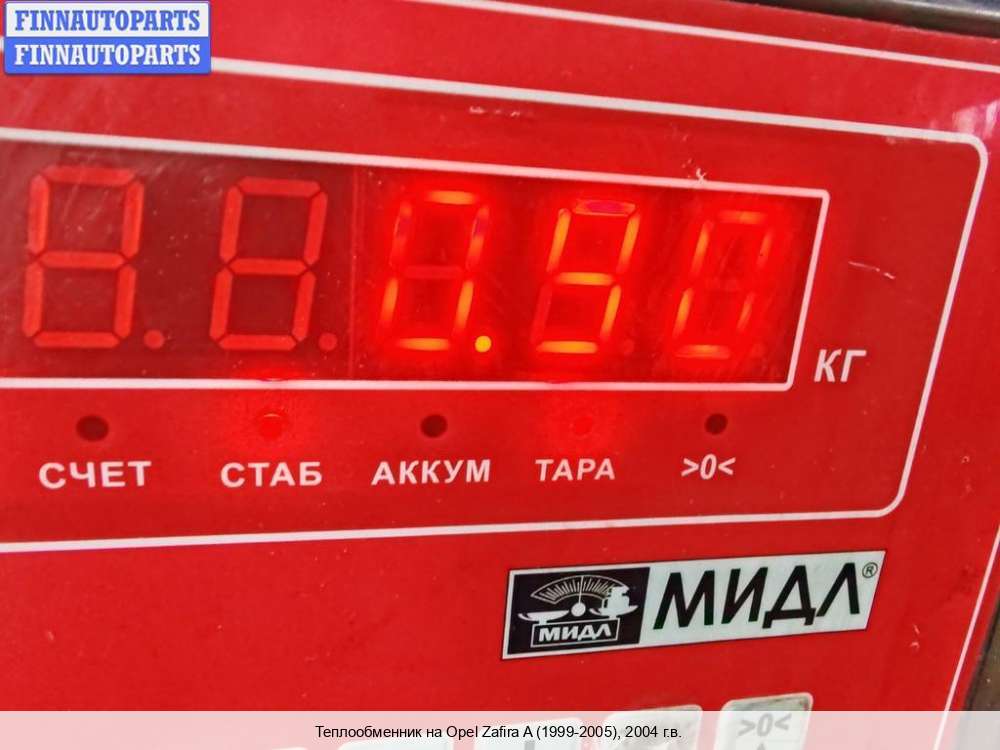 FINNAUTOPARTS
FINNAUTOPARTS
0.90
КГ
СЧЕТ СТАБ АККУМ ТАРА >0<
МИДЛ МИДЛ®
>0<
Теплообменник на Opel Zafira A (1999-2005), 2004 г.в.